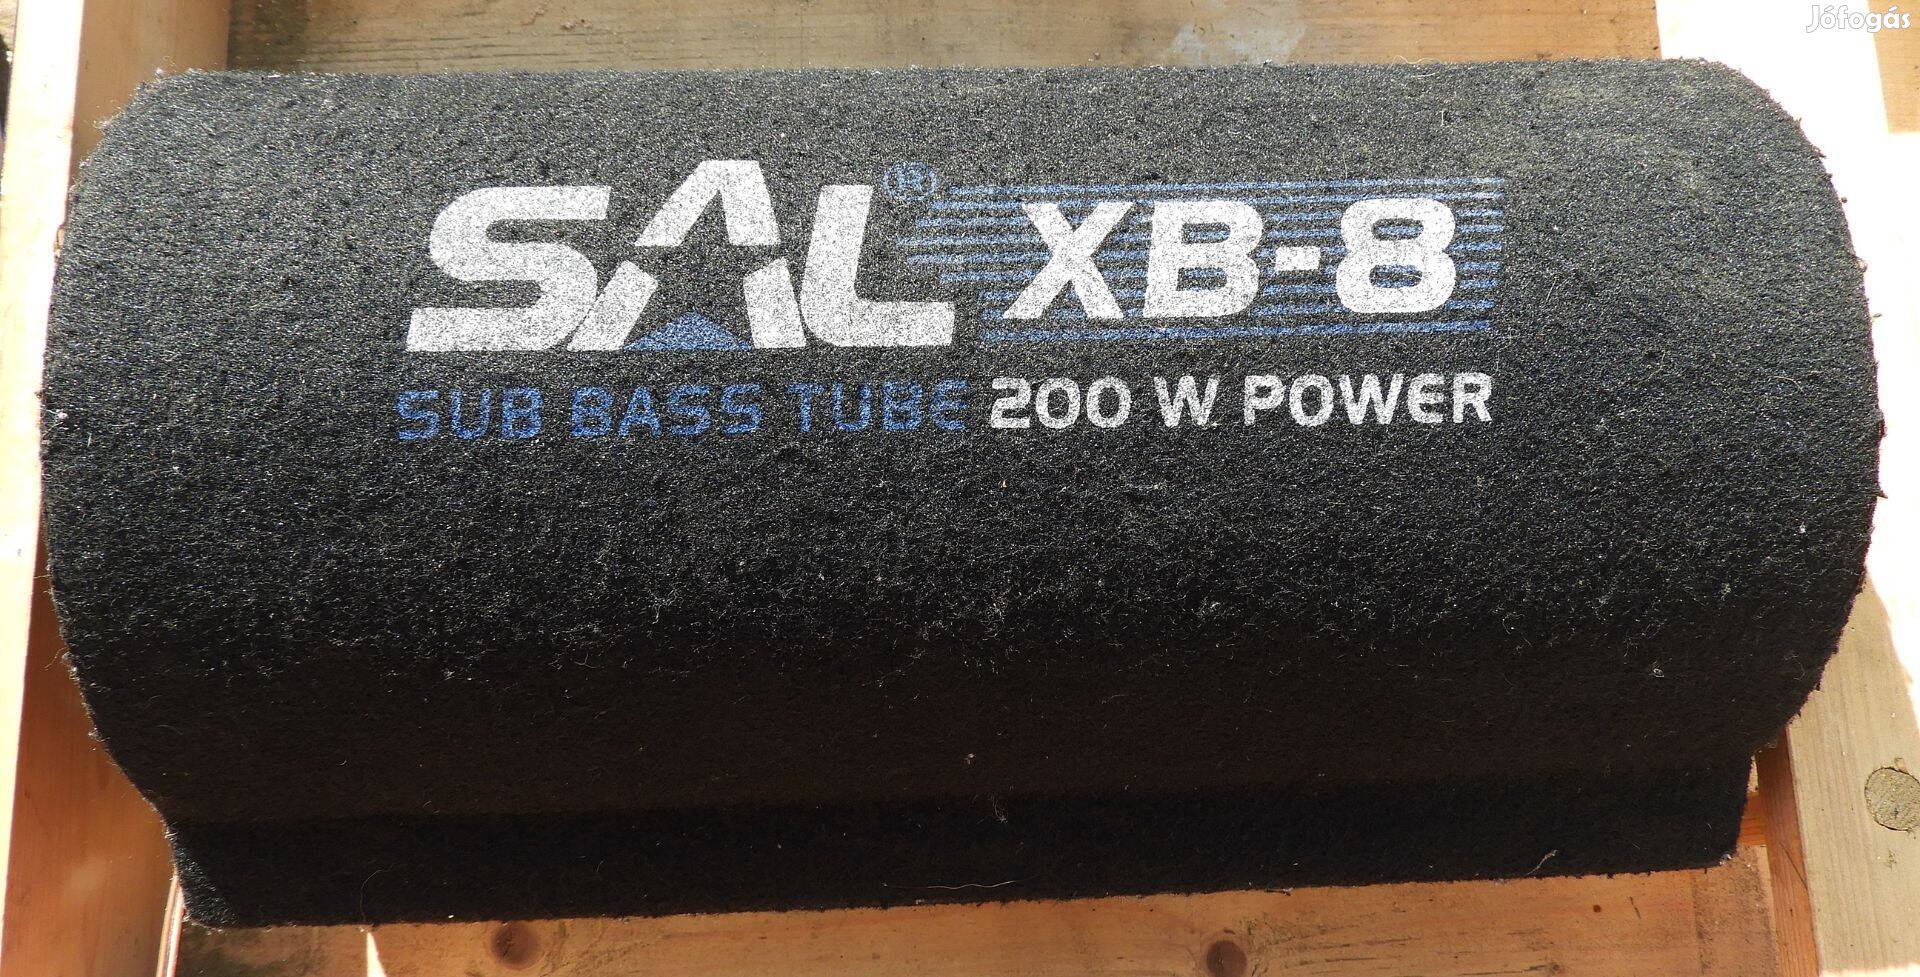 Jófogás
SAL® XB-8
SUB BASS TUBE 200 W POWER